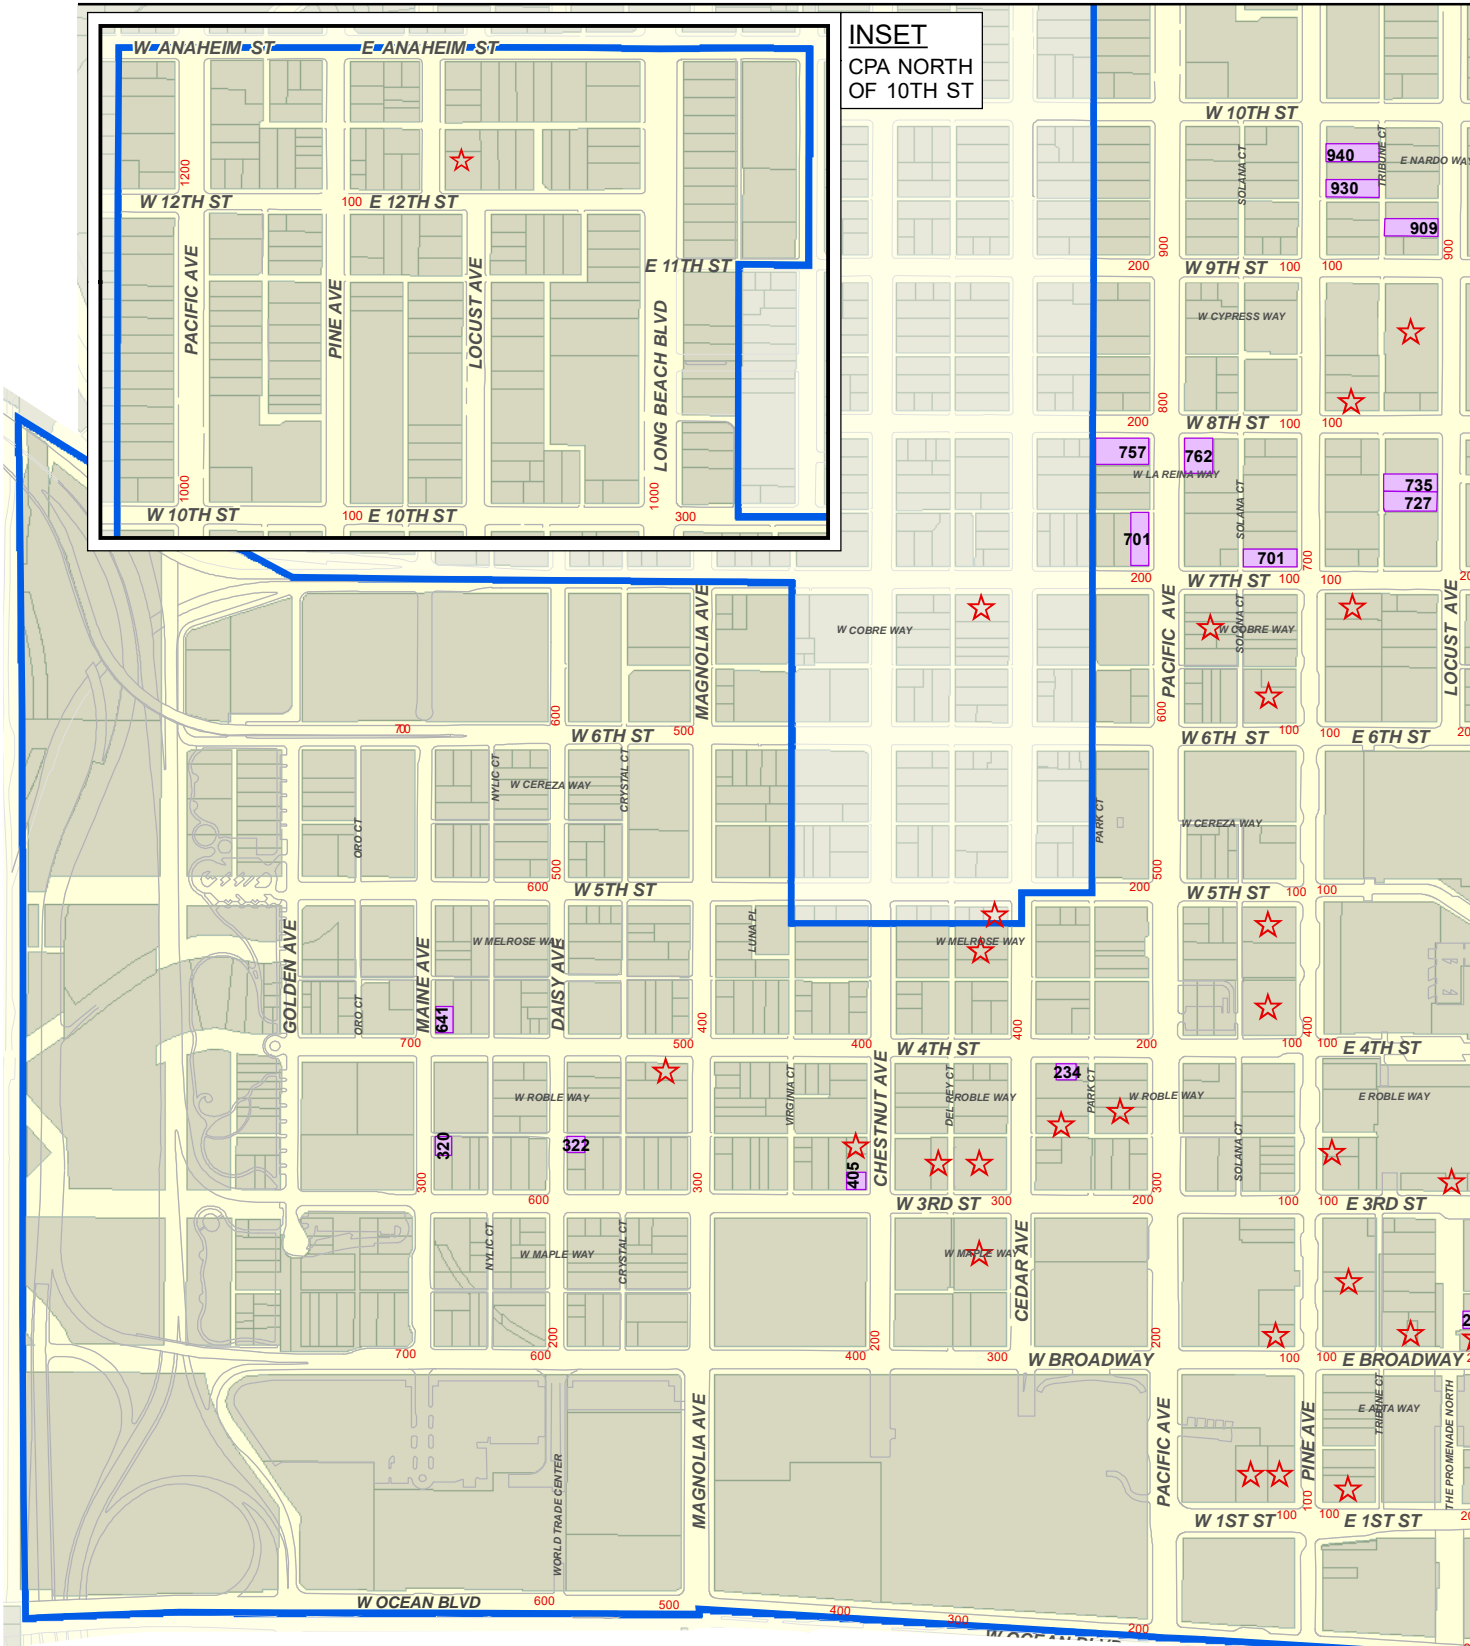 INSET
CPA NORTH
OF 10TH ST
W ANAHEIM ST
E ANAHEIM ST
1200
W 12TH ST
100
E 12TH ST
E 11TH ST
PACIFIC AVE
PINE AVE
LOCUST AVE
LONG BEACH BLVD
1000
1000
W 10TH ST
100
E 10TH ST
300
W 10TH ST
940
TRIBUNE CT
E NARDO WAY
SOLANA CT
930
909
900
900
200
W 9TH ST
100
100
W CYPRESS WAY
800
200
W 8TH ST
100
100
757
762
W LA REINA WAY
735
727
SOLANA CT
701
701
700
200
W 7TH ST
100
100
20
MAGNOLIA AVE
W COBRE WAY
PACIFIC AVE
SOLANA CT
W COBRE WAY
LOCUST AVE
600
600
700
W 6TH ST
500
W 6TH ST
100
100
E 6TH ST
20
NYLIC CT
W CEREZA WAY
CRYSTAL CT
ORO CT
PARK CT
W CEREZA WAY
500
500
600
W 5TH ST
200
W 5TH ST
100
100
GOLDEN AVE
MAINE AVE
W MELROSE WAY
DAISY AVE
LUNA PL
W MELROSE WAY
ORO CT
641
400
400
400
700
500
400
W 4TH ST
200
100
100
E 4TH ST
VIRGINIA CT
CHESTNUT AVE
DEL REY CT
234
PARK CT
W ROBLE WAY
ROBLE WAY
W ROBLE WAY
E ROBLE WAY
320
322
SOLANA CT
405
300
300
300
600
W 3RD ST
300
200
100
100
E 3RD ST
NYLIC CT
W MAPLE WAY
CRYSTAL CT
W MAPLE WAY
CEDAR AVE
2
200
200
200
700
600
400
300
W BROADWAY
100
100
E BROADWAY
MAGNOLIA AVE
PACIFIC AVE
PINE AVE
TRIBUNE CT
E ALTA WAY
THE PROMENADE NORTH
WORLD TRADE CENTER
100
W 1ST ST
100
100
E 1ST ST
20
W OCEAN BLVD
600
500
400
300
200
W OCEAN BLVD